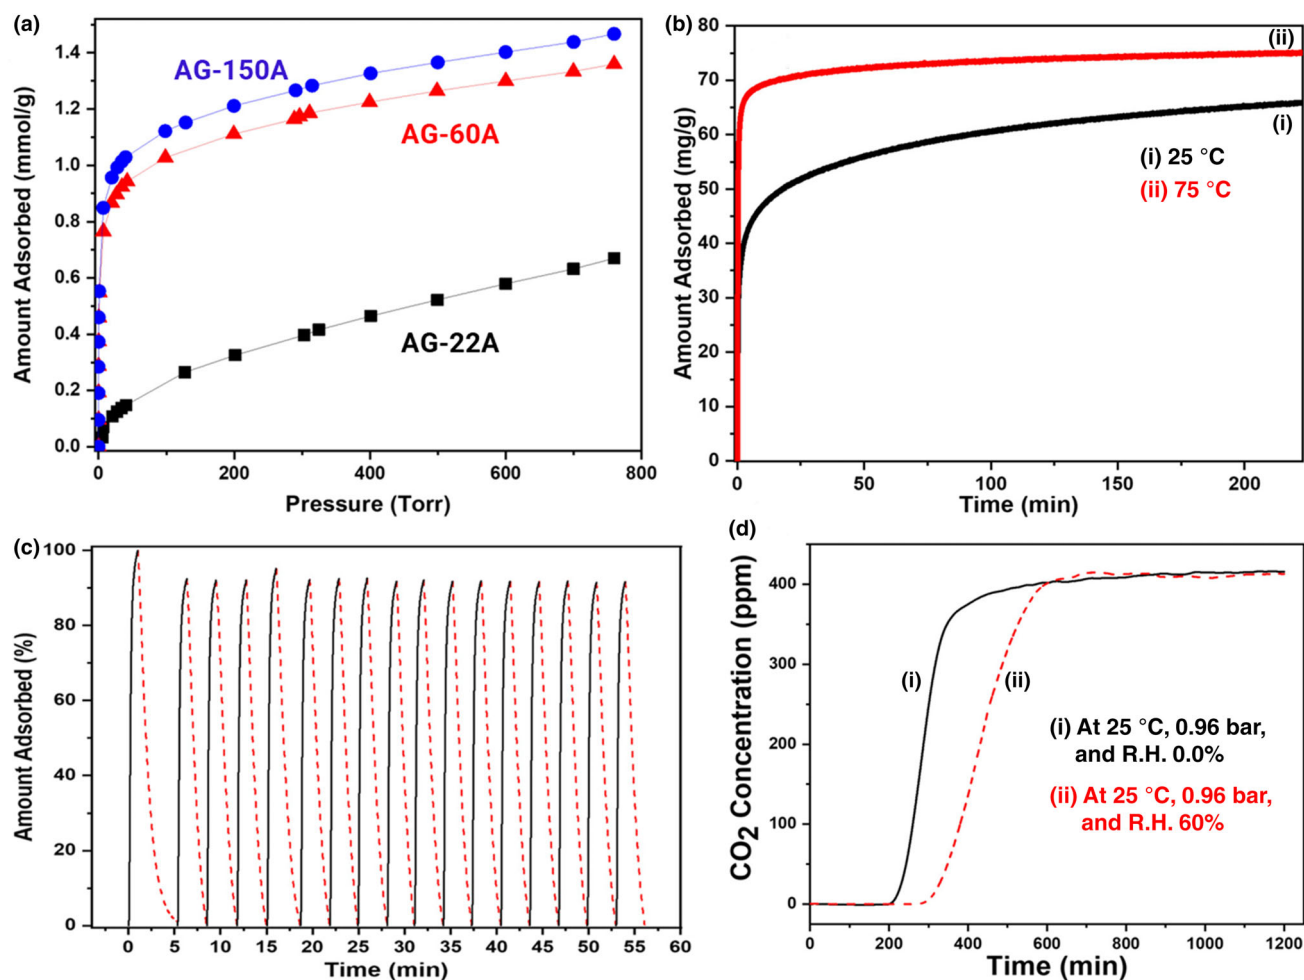 (a)
1.4
1.2
1.0
0.8
0.6
0.4
0.2
0.0
Amount Adsorbed (mmol/g)
AG-150A
AG-60A
AG-22A
0 200 400 600 800
Pressure (Torr)
(b)
80
70
60
50
40
30
20
10
0
Amount Adsorbed (mg/g)
(ii)
(i)
(i) 25 °C
(ii) 75 °C
0 50 100 150 200
Time (min)
(c)
100
80
60
40
20
0
Amount Adsorbed (%)
0 5 10 15 20 25 30 35 40 45 50 55 60
Time (min)
(d)
400
300
200
100
0
CO2 Concentration (ppm)
(i)
(ii)
(i) At 25 °C, 0.96 bar,
and R.H. 0.0%
(ii) At 25 °C, 0.96 bar,
and R.H. 60%
0 200 400 600 800 1000 1200
Time (min)